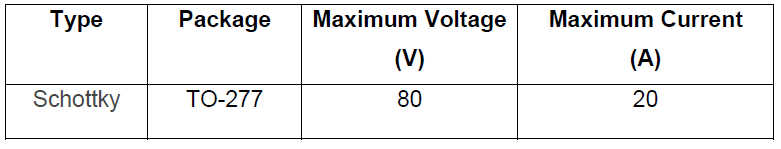 Type Package Maximum Voltage Maximum Current
(V) (A)
Schottky TO-277 80 20